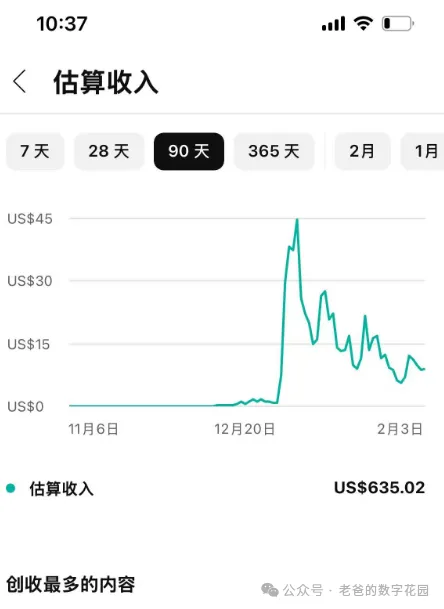 10:37
估算收入
7 天 28 天 90 天 365 天 2月 1月
US$45
US$30
US$15
US$0
11月6日 12月20日 2月3日
估算收入 US$635.02
创收最多的内容
公众号 · 老爸的数字花园